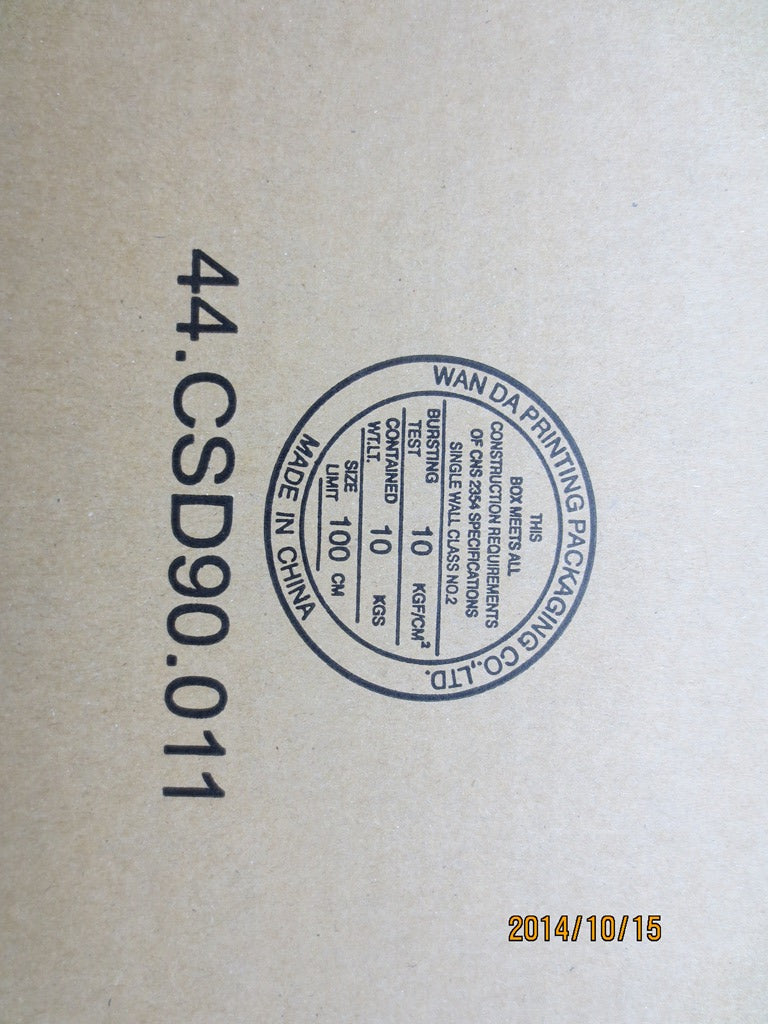 WAN DA PRINTING PACKAGING CO.,LTD.
THIS
BOX MEETS ALL
CONSTRUCTION REQUIREMENTS
OF CNS 2354 SPECIFICATIONS
SINGLE WALL CLASS NO.2
BURSTING TEST 10 KGF/CM²
CONTAINED WT.LT. 10 KGS
SIZE LIMIT 100 CM
MADE IN CHINA
44.CSD90.011
2014/10/15